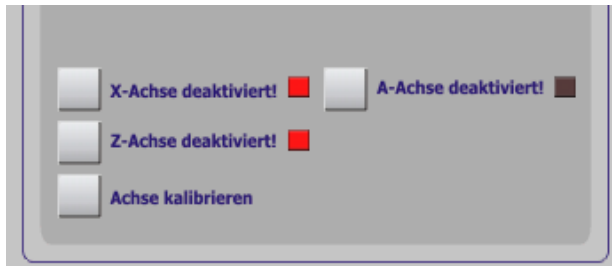 X-Achse deaktiviert! A-Achse deaktiviert!
Z-Achse deaktiviert!
Achse kalibrieren